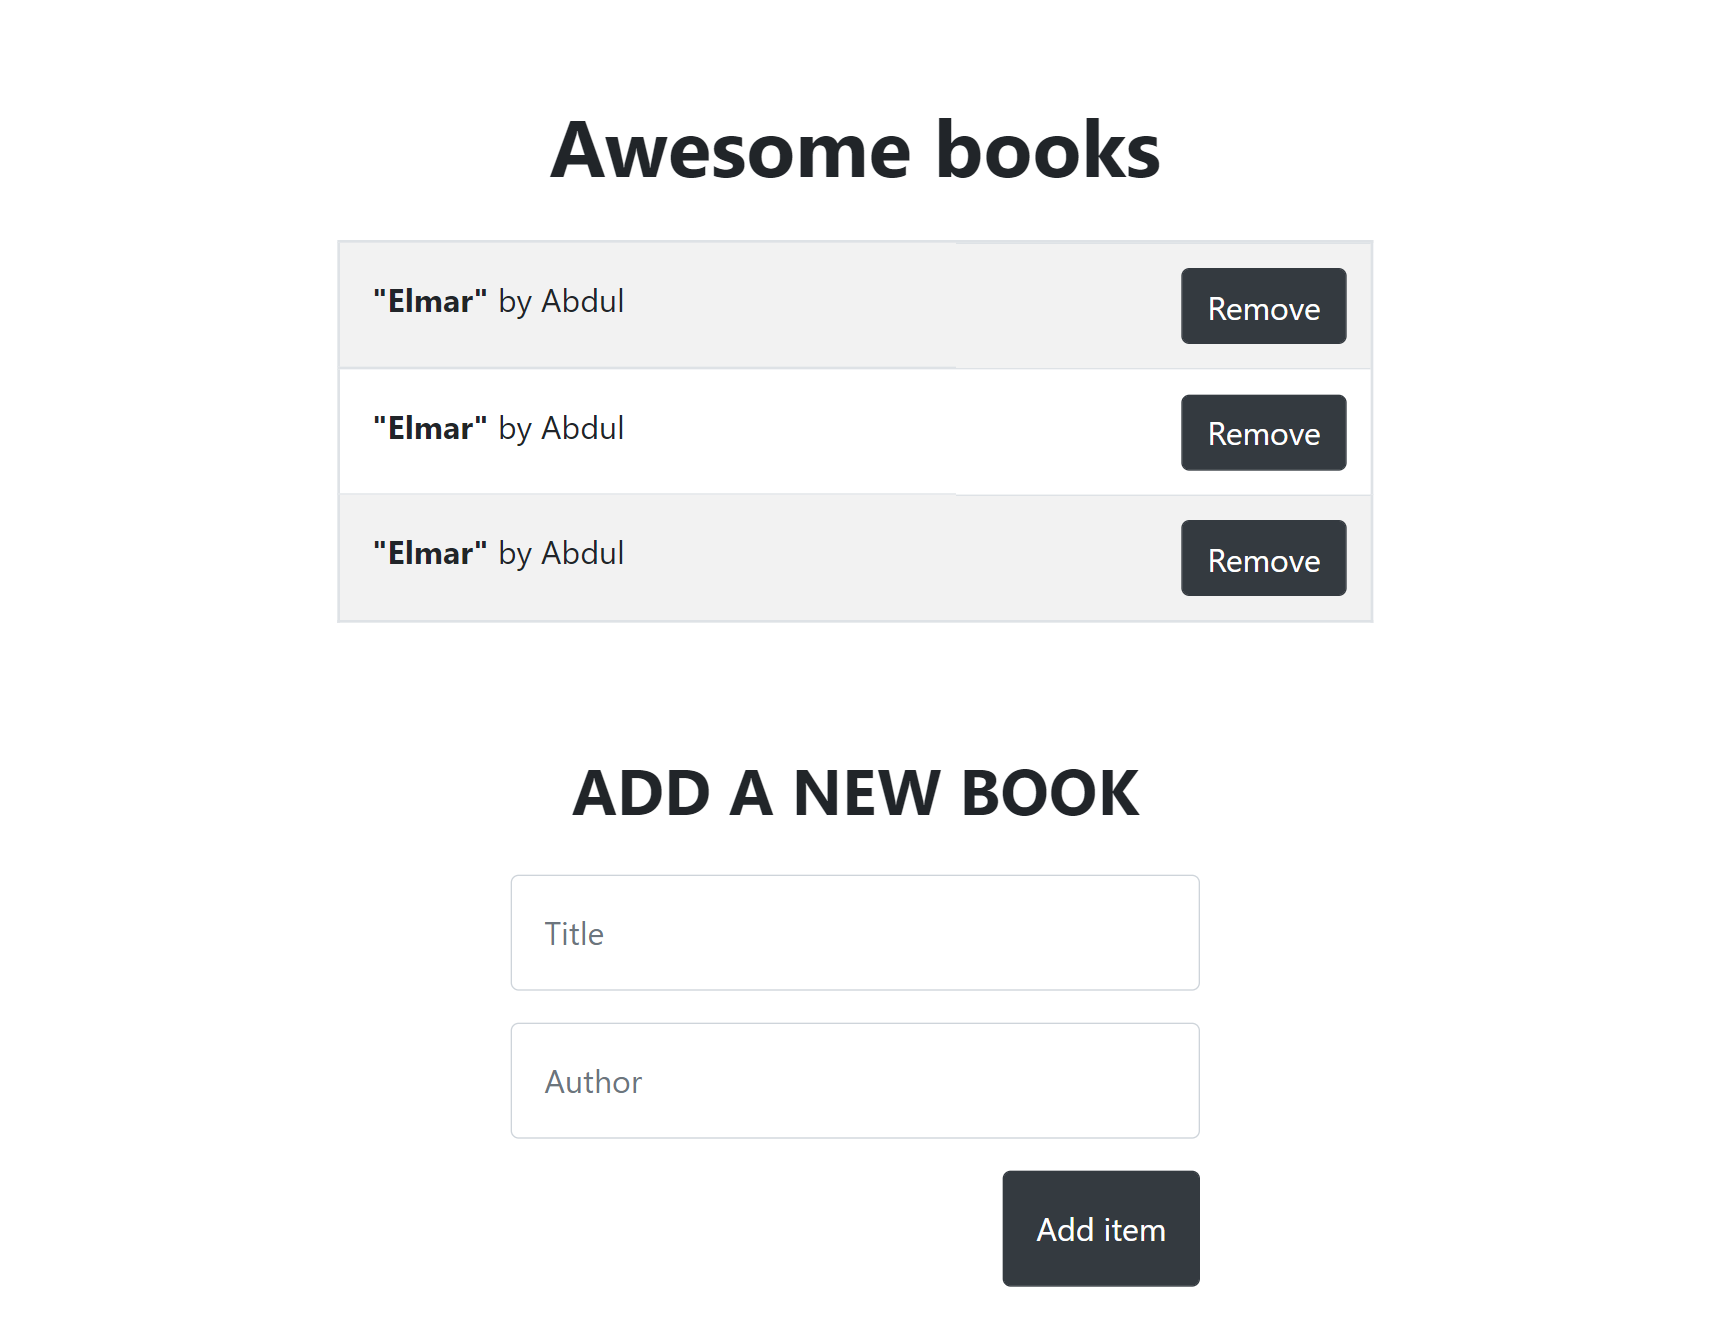 Awesome books
"Elmar" by Abdul Remove
"Elmar" by Abdul Remove
"Elmar" by Abdul Remove
ADD A NEW BOOK
Title
Author
Add item